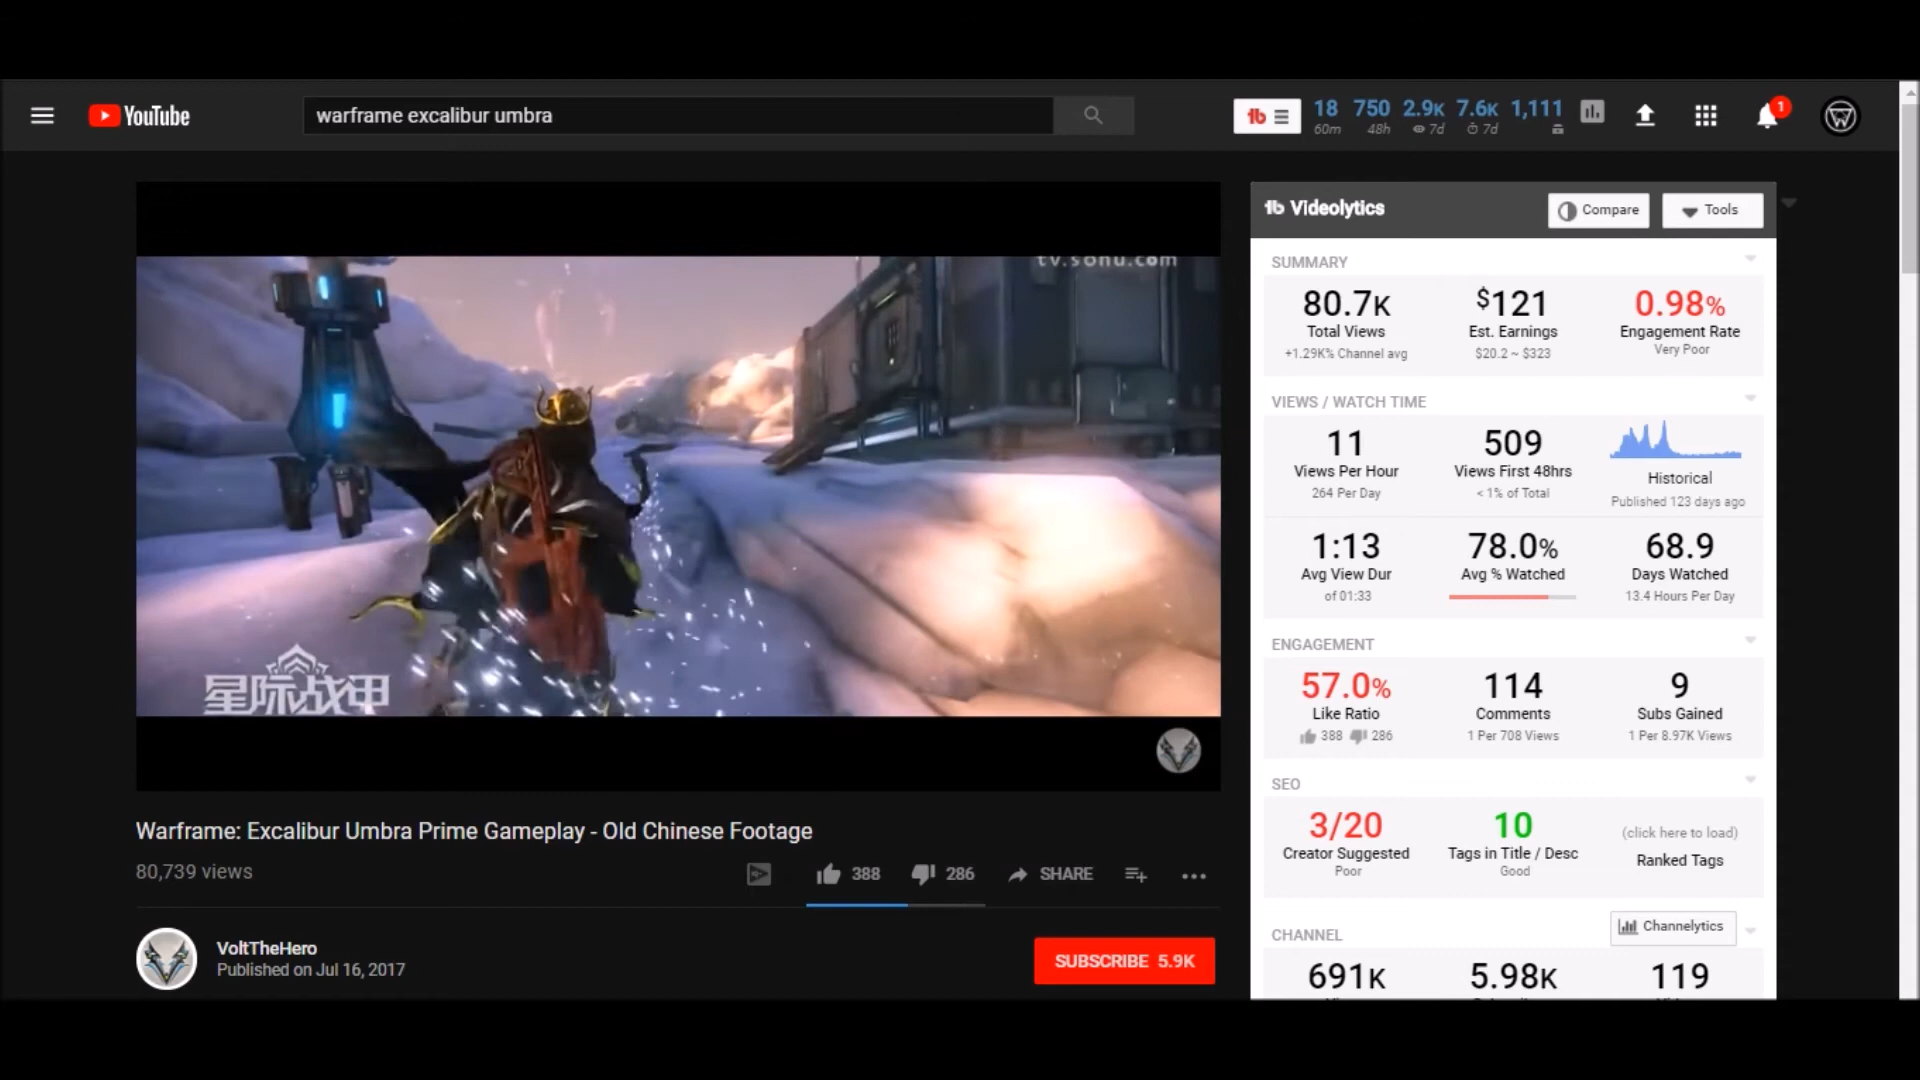 YouTube
warframe excalibur umbra
18 750 2.9K 7.6K 1,111
60m 48h 7d 7d
1
tv.sohu.com
星际战甲
Warframe: Excalibur Umbra Prime Gameplay - Old Chinese Footage
80,739 views
388 286 SHARE
VoltTheHero
Published on Jul 16, 2017
SUBSCRIBE 5.9K
Videolytics
Compare
Tools
SUMMARY
80.7K $121 0.98%
Total Views Est. Earnings Engagement Rate
+1.29K% Channel avg $20.2 ~ $323 Very Poor
VIEWS / WATCH TIME
11 509
Views Per Hour Views First 48hrs Historical
264 Per Day < 1% of Total Published 123 days ago
1:13 78.0% 68.9
Avg View Dur Avg % Watched Days Watched
of 01:33 13.4 Hours Per Day
ENGAGEMENT
57.0% 114 9
Like Ratio Comments Subs Gained
388 286 1 Per 708 Views 1 Per 8.97K Views
SEO
3/20 10 (click here to load)
Creator Suggested Tags in Title / Desc Ranked Tags
Poor Good
CHANNEL Channelytics
691K 5.98K 119